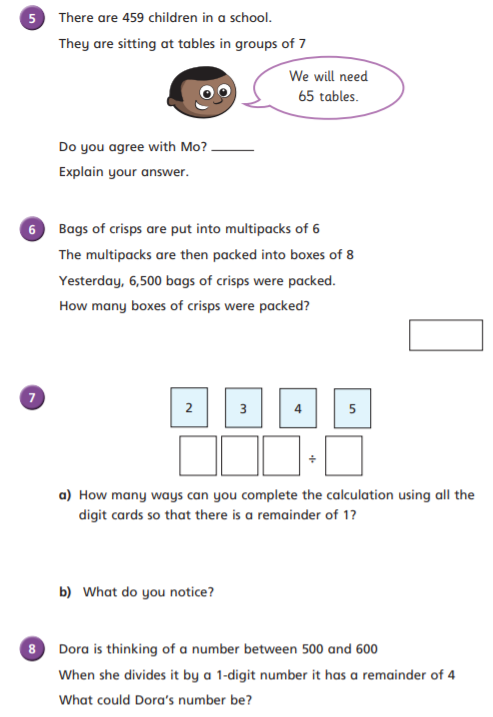 5 There are 459 children in a school.
They are sitting at tables in groups of 7
We will need
65 tables.
Do you agree with Mo?
Explain your answer.
6 Bags of crisps are put into multipacks of 6
The multipacks are then packed into boxes of 8
Yesterday, 6,500 bags of crisps were packed.
How many boxes of crisps were packed?
7
2 3 4 5
÷
a) How many ways can you complete the calculation using all the
digit cards so that there is a remainder of 1?
b) What do you notice?
8 Dora is thinking of a number between 500 and 600
When she divides it by a 1-digit number it has a remainder of 4
What could Dora's number be?